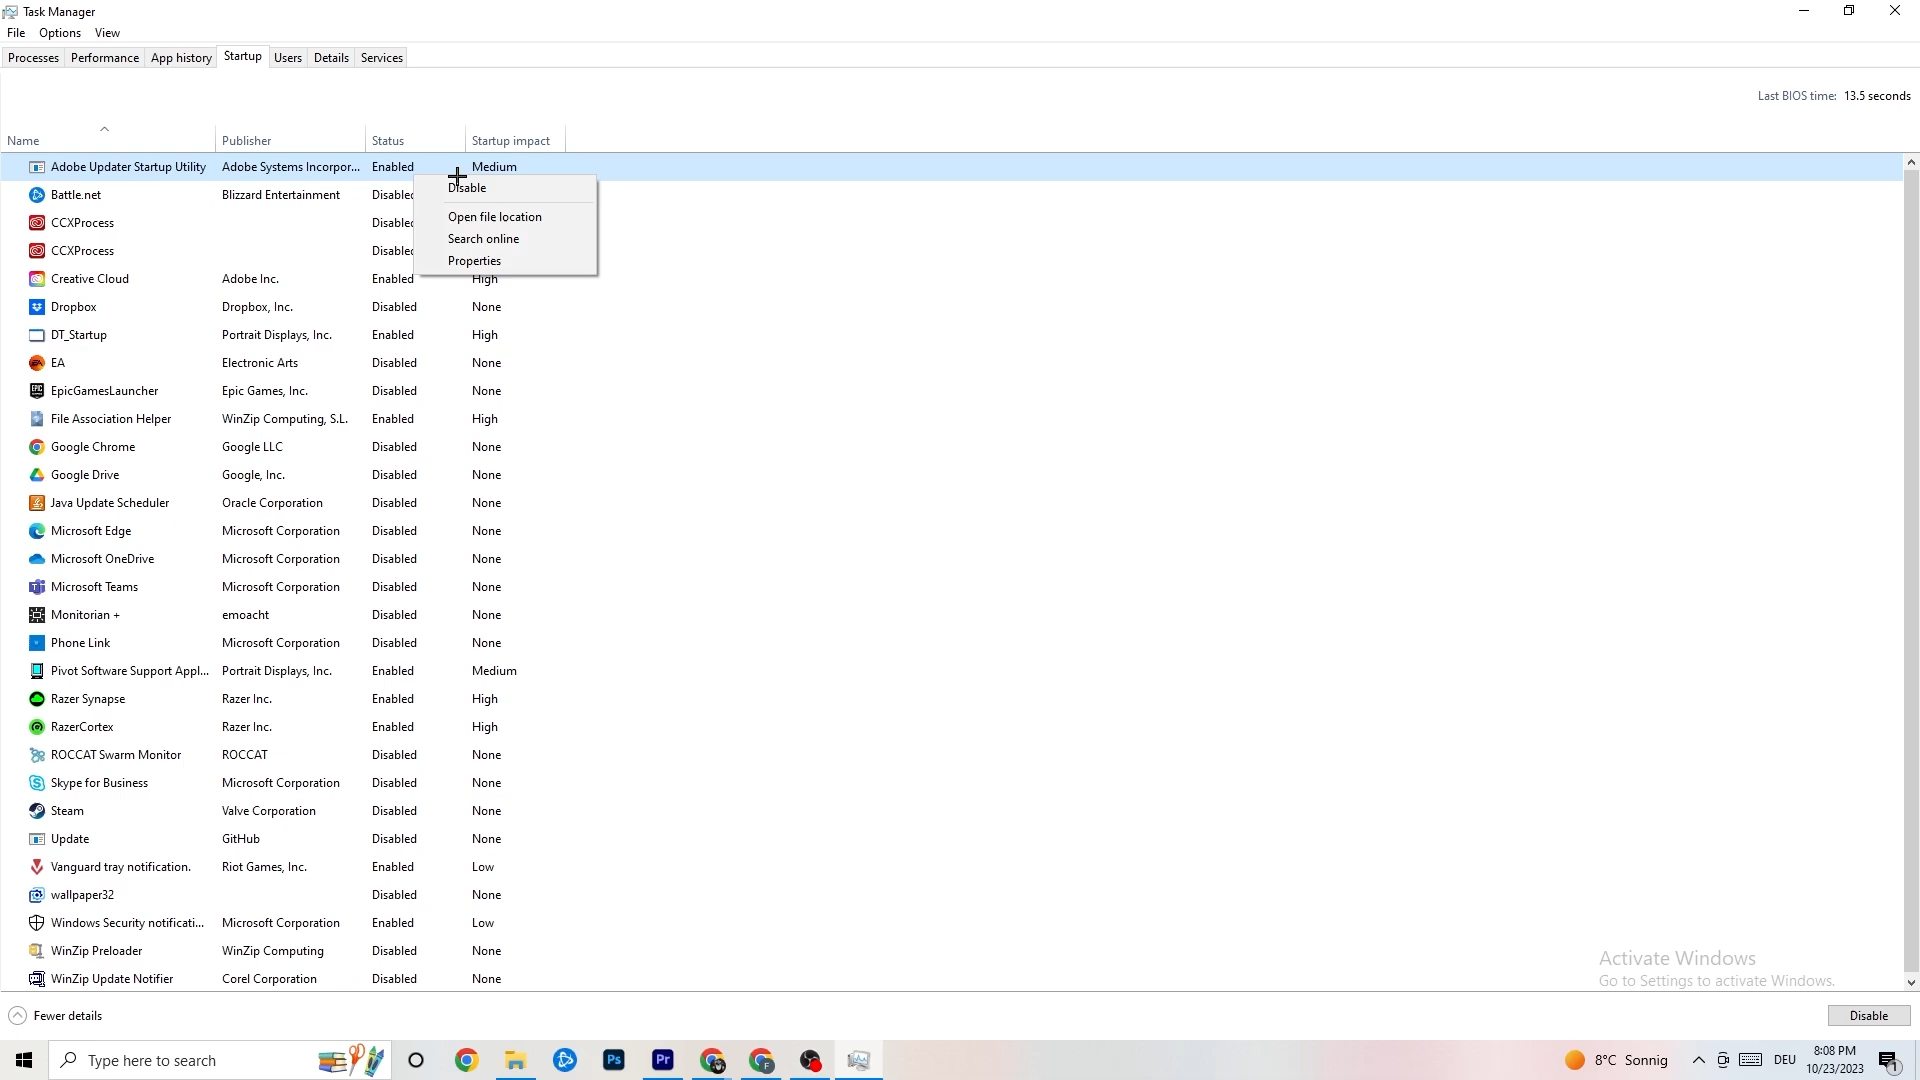 Task Manager
File Options View
Processes Performance App history Startup Users Details Services
Last BIOS time: 13.5 seconds
Name Publisher Status Startup impact
Adobe Updater Startup Utility Adobe Systems Incorpor... Enabled Medium
Disable
Battle.net Blizzard Entertainment Disabled
Open file location
CCXProcess Disabled
Search online
CCXProcess Disabled
Properties
Creative Cloud Adobe Inc. Enabled High
Dropbox Dropbox, Inc. Disabled None
DT_Startup Portrait Displays, Inc. Enabled High
EA Electronic Arts Disabled None
EpicGamesLauncher Epic Games, Inc. Disabled None
File Association Helper WinZip Computing, S.L. Enabled High
Google Chrome Google LLC Disabled None
Google Drive Google, Inc. Disabled None
Java Update Scheduler Oracle Corporation Disabled None
Microsoft Edge Microsoft Corporation Disabled None
Microsoft OneDrive Microsoft Corporation Disabled None
Microsoft Teams Microsoft Corporation Disabled None
Monitorian + emoacht Disabled None
Phone Link Microsoft Corporation Disabled None
Pivot Software Support Appl... Portrait Displays, Inc. Enabled Medium
Razer Synapse Razer Inc. Enabled High
RazerCortex Razer Inc. Enabled High
ROCCAT Swarm Monitor ROCCAT Disabled None
Skype for Business Microsoft Corporation Disabled None
Steam Valve Corporation Disabled None
Update GitHub Disabled None
Vanguard tray notification. Riot Games, Inc. Enabled Low
wallpaper32 Disabled None
Windows Security notificati... Microsoft Corporation Enabled Low
WinZip Preloader WinZip Computing Disabled None
WinZip Update Notifier Corel Corporation Disabled None
Activate Windows
Go to Settings to activate Windows.
Fewer details Disable
Type here to search Ps Pr F 8°C Sonnig DEU 8:08 PM 1
10/23/2023